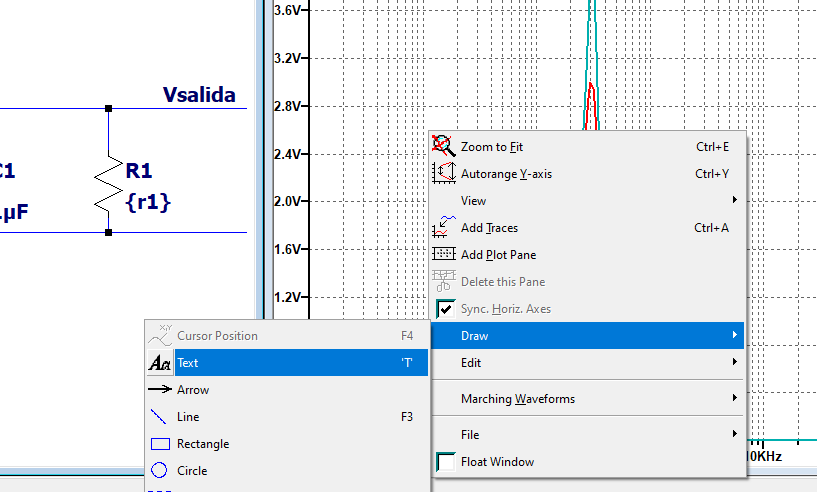 3.6V
3.2V
2.8V
2.4V
2.0V
1.6V
1.2V
Vsalida
R1
{r1}
C1
µF
Zoom to Fit Ctrl+E
Autorange Y-axis Ctrl+Y
View
Add Traces Ctrl+A
Add Plot Pane
Delete this Pane
Sync. Horiz. Axes
Draw
Edit
Marching Waveforms
File
Float Window
Cursor Position F4
Text 'T'
Arrow
Line F3
Rectangle
Circle
10KHz